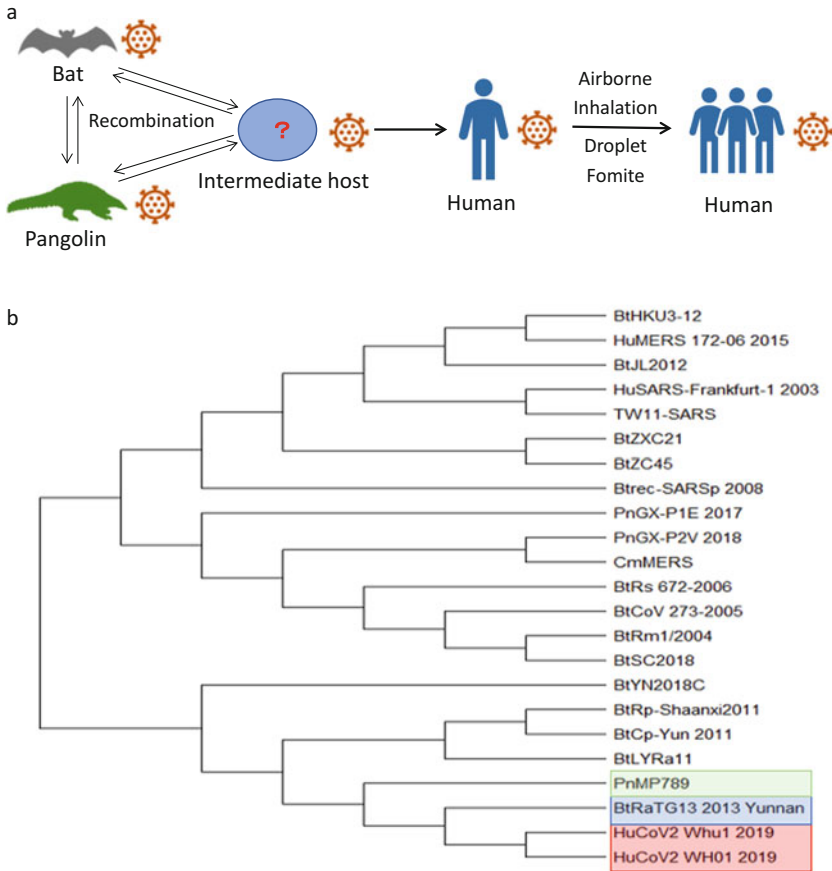 a
Bat
Recombination
Pangolin
?
Intermediate host
Human
Airborne
Inhalation
Droplet
Fomite
Human
b
BtHKU3-12
HuMERS 172-06 2015
BtJL2012
HuSARS-Frankfurt-1 2003
TW11-SARS
BtZXC21
BtZC45
Btrec-SARSp 2008
PnGX-P1E 2017
PnGX-P2V 2018
CmMERS
BtRs 672-2006
BtCoV 273-2005
BtRm1/2004
BtSC2018
BtYN2018C
BtRp-Shaanxi2011
BtCp-Yun 2011
BtLYRa11
PnMP789
BtRaTG13 2013 Yunnan
HuCoV2 Whu1 2019
HuCoV2 WH01 2019